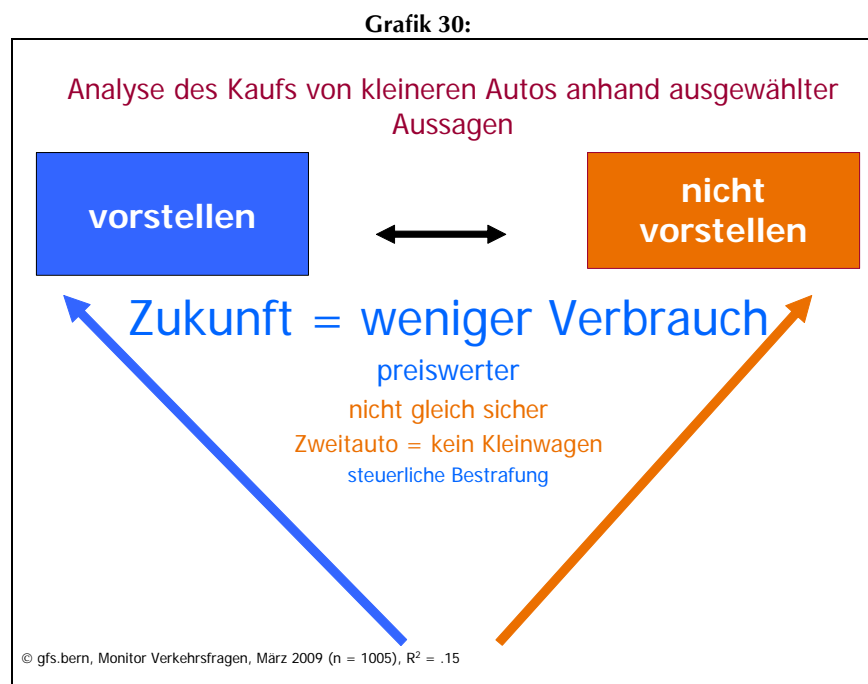 Grafik 30:
Analyse des Kaufs von kleineren Autos anhand ausgewählter
Aussagen
vorstellen
nicht
vorstellen
Zukunft = weniger Verbrauch
preiswerter
nicht gleich sicher
Zweitauto = kein Kleinwagen
steuerliche Bestrafung
© gfs.bern, Monitor Verkehrsfragen, März 2009 (n = 1005), R² = .15